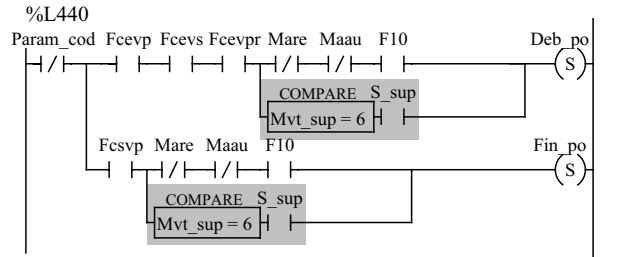 %L440
Param_cod Fcevp Fcevs Fcevpr Mare Maau F10 Deb_po
S
COMPARE S_sup
Mvt_sup = 6
Fcsvp Mare Maau F10 Fin_po
S
COMPARE S_sup
Mvt_sup = 6